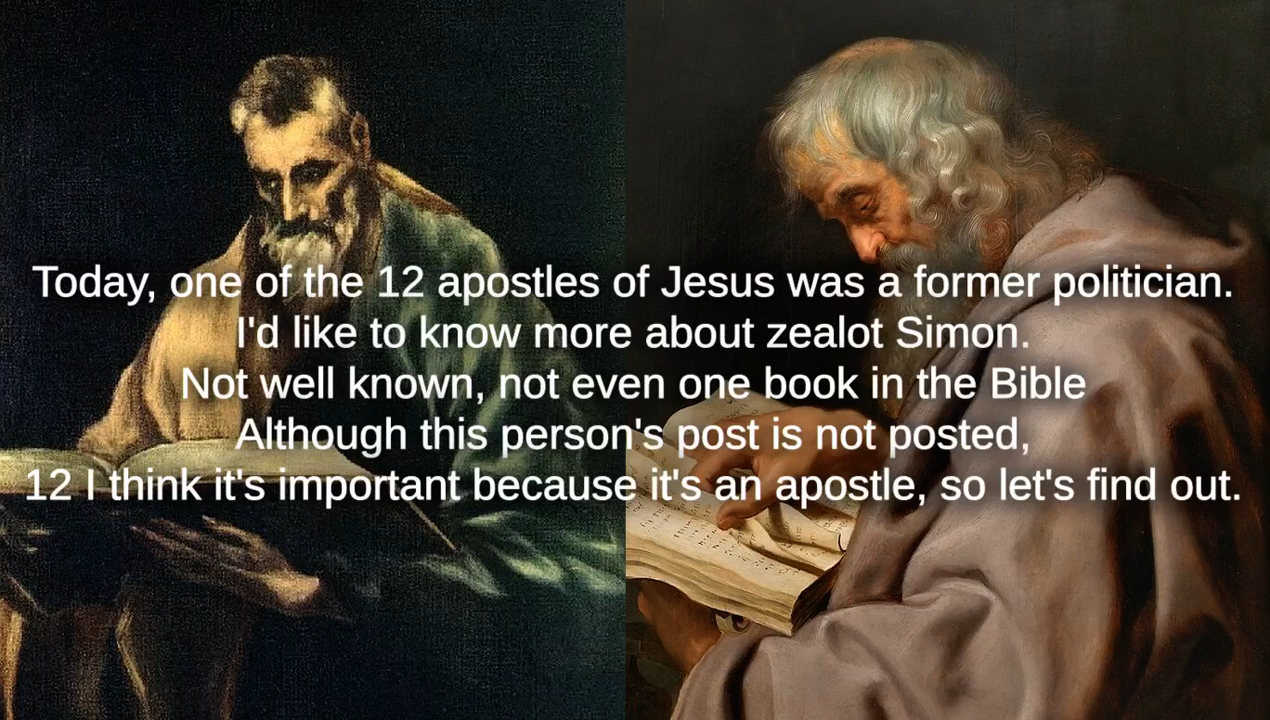 Today, one of the 12 apostles of Jesus was a former politician.
I'd like to know more about zealot Simon.
Not well known, not even one book in the Bible
Although this person's post is not posted,
12 I think it's important because it's an apostle, so let's find out.